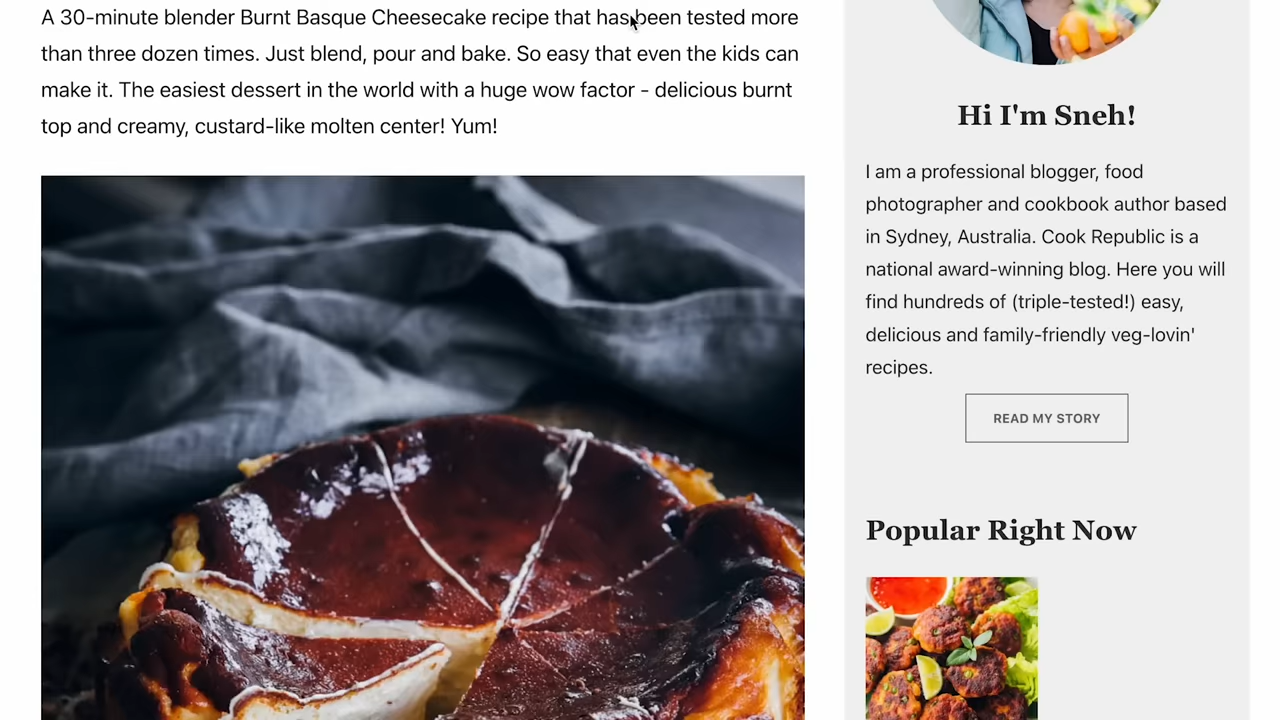 A 30-minute blender Burnt Basque Cheesecake recipe that has been tested more
than three dozen times. Just blend, pour and bake. So easy that even the kids can
make it. The easiest dessert in the world with a huge wow factor - delicious burnt
top and creamy, custard-like molten center! Yum!
Hi I'm Sneh!
I am a professional blogger, food
photographer and cookbook author based
in Sydney, Australia. Cook Republic is a
national award-winning blog. Here you will
find hundreds of (triple-tested!) easy,
delicious and family-friendly veg-lovin'
recipes.
READ MY STORY
Popular Right Now